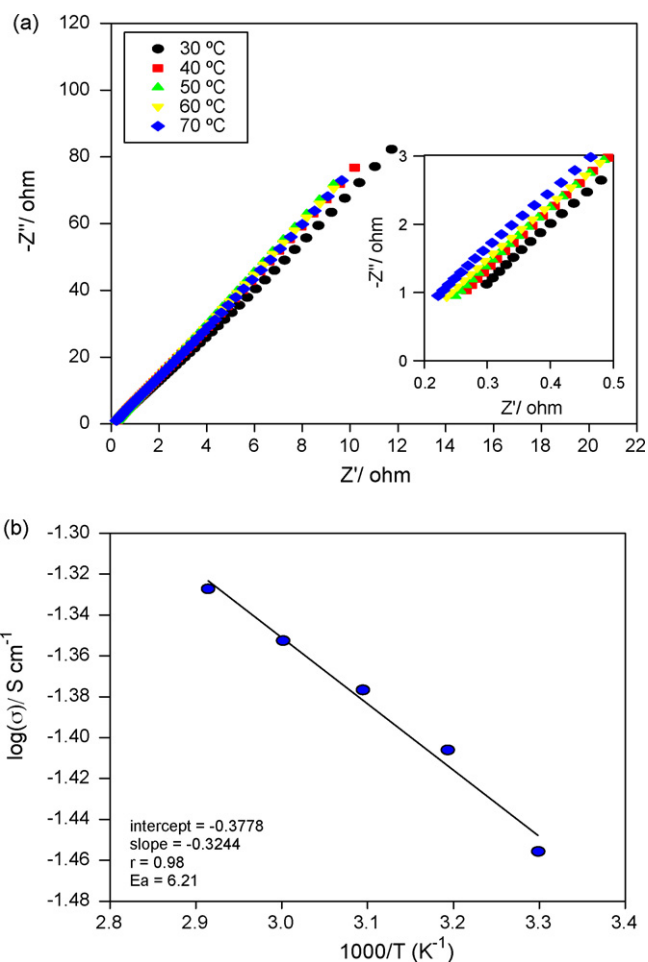 (a)
120
100
80
60
40
20
0
-Z"/ ohm
30 ºC
40 ºC
50 ºC
60 ºC
70 ºC
3
2
1
0
-Z"/ ohm
0.2 0.3 0.4 0.5
Z'/ ohm
0 2 4 6 8 10 12 14 16 18 20 22
Z'/ ohm
(b)
-1.30
-1.32
-1.34
-1.36
-1.38
-1.40
-1.42
-1.44
-1.46
-1.48
log(σ)/ S cm⁻¹
intercept = -0.3778
slope = -0.3244
r = 0.98
Ea = 6.21
2.8 2.9 3.0 3.1 3.2 3.3 3.4
1000/T (K⁻¹)